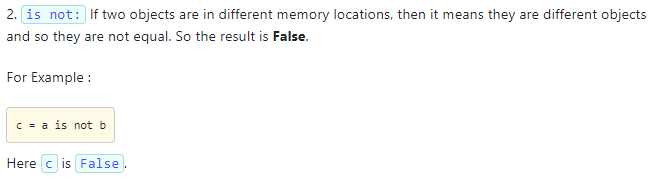 2. is not: If two objects are in different memory locations, then it means they are different objects
and so they are not equal. So the result is False.
For Example :
c = a is not b
Here c is False.